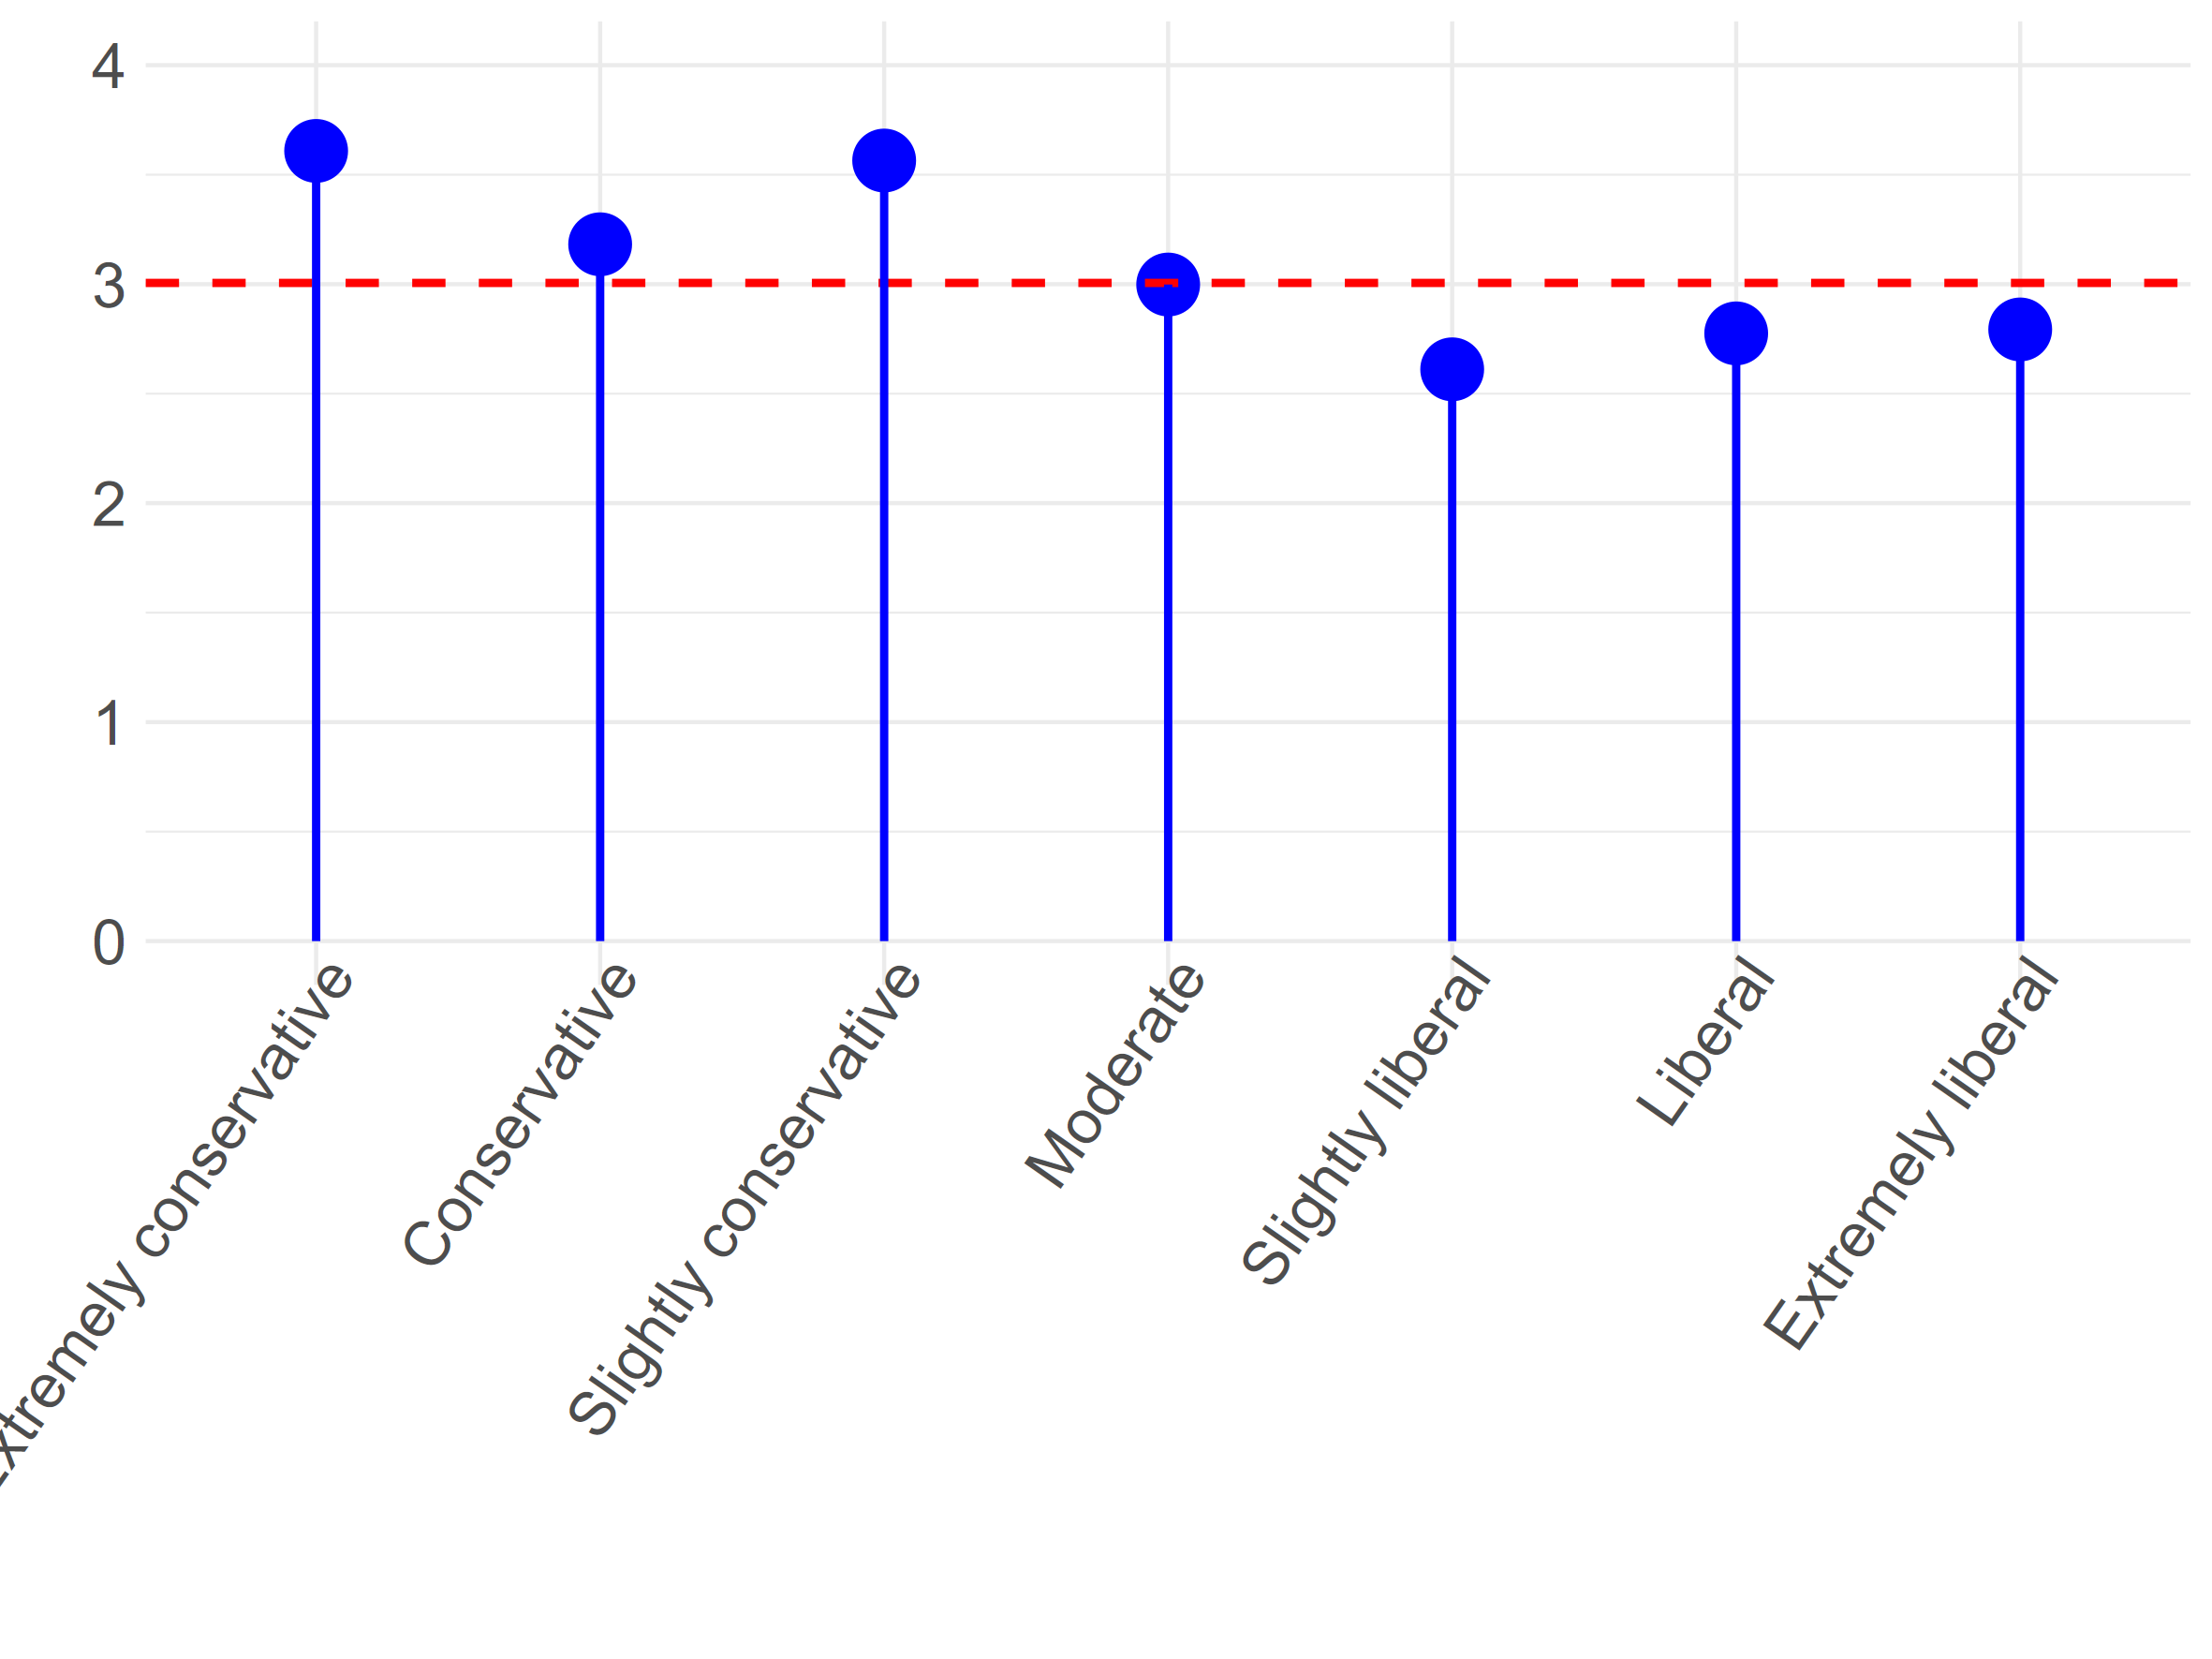 4
3
2
1
0
xtremely conservative
Conservative
Slightly conservative
Moderate
Slightly liberal
Liberal
Extremely liberal